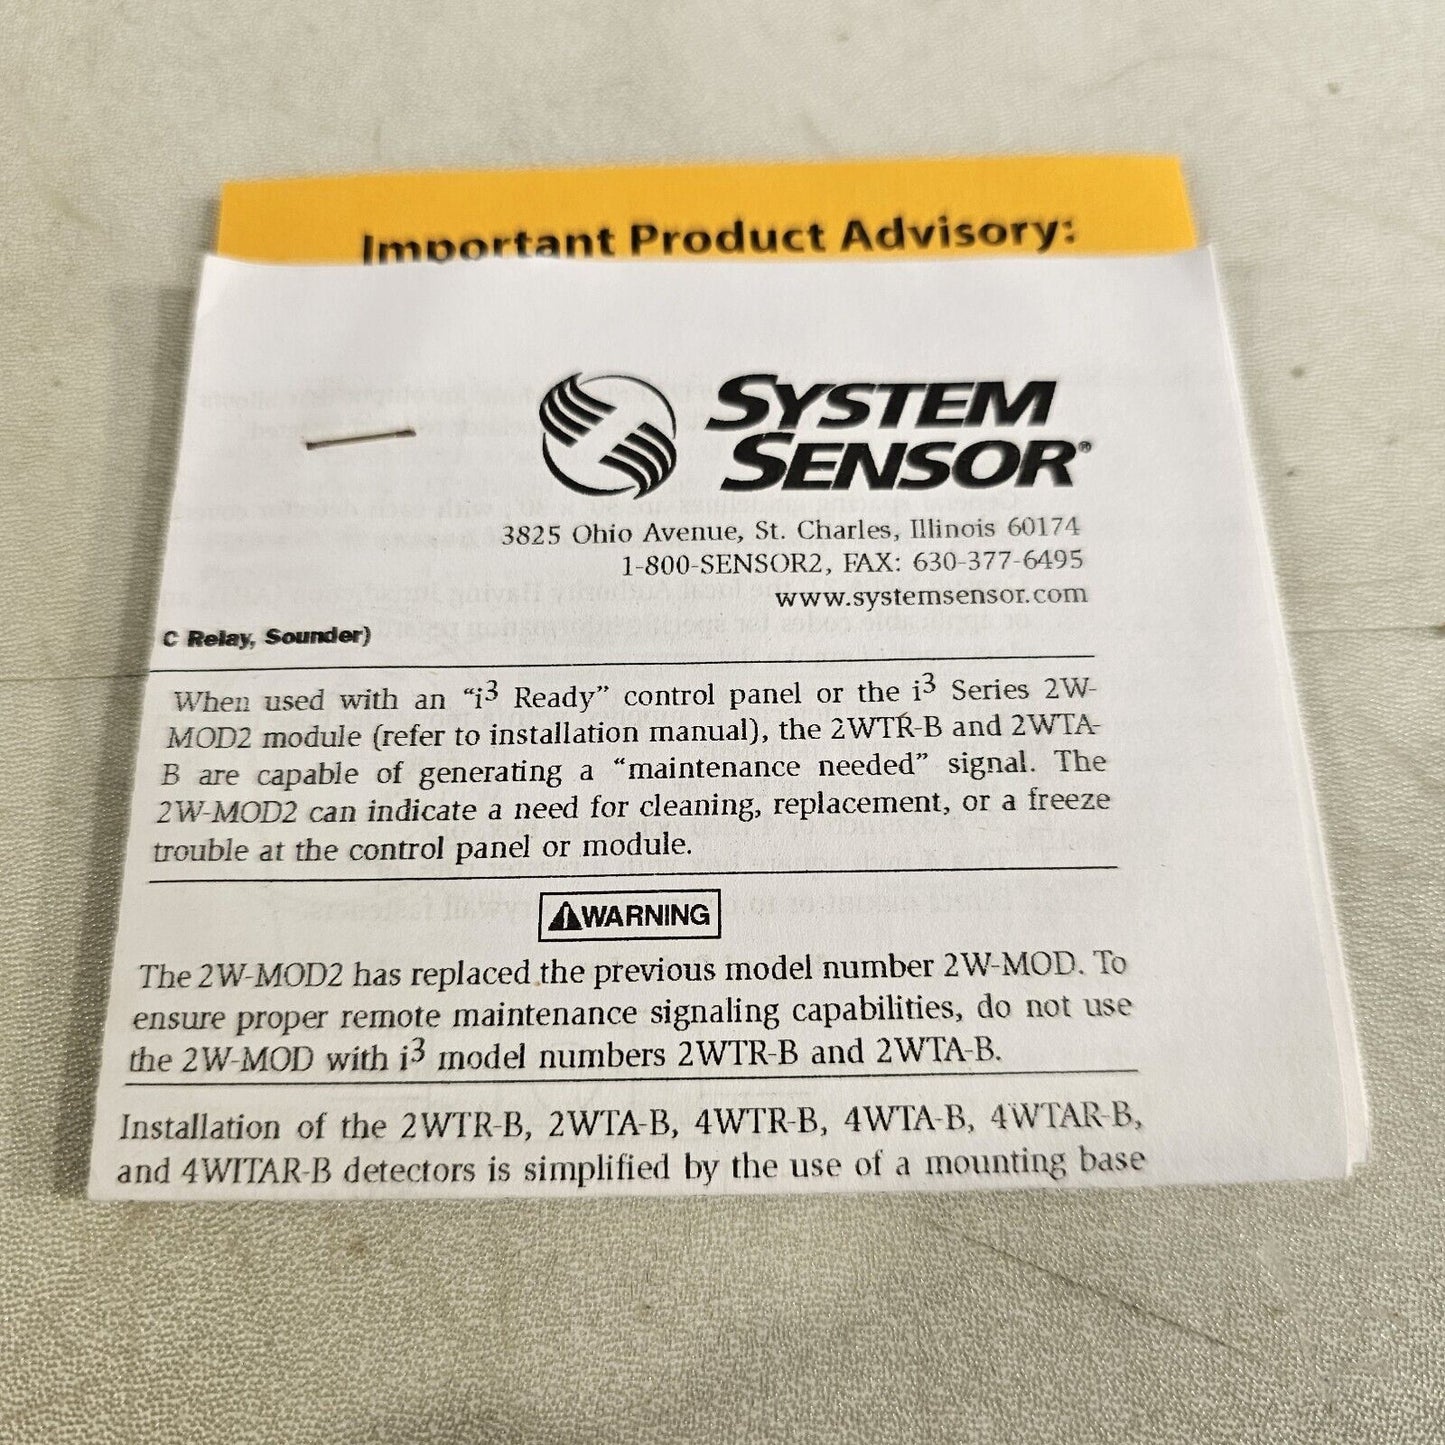 Important Product Advisory:
SYSTEM
SENSOR®
3825 Ohio Avenue, St. Charles, Illinois 60174
1-800-SENSOR2, FAX: 630-377-6495
www.systemsensor.com
C Relay, Sounder)
When used with an “i³ Ready” control panel or the i³ Series 2W-
MOD2 module (refer to installation manual), the 2WTR-B and 2WTA-
B are capable of generating a “maintenance needed” signal. The
2W-MOD2 can indicate a need for cleaning, replacement, or a freeze
trouble at the control panel or module.
WARNING
The 2W-MOD2 has replaced the previous model number 2W-MOD. To
ensure proper remote maintenance signaling capabilities, do not use
the 2W-MOD with i³ model numbers 2WTR-B and 2WTA-B.
Installation of the 2WTR-B, 2WTA-B, 4WTR-B, 4WTA-B, 4WTAR-B,
and 4WITAR-B detectors is simplified by the use of a mounting base